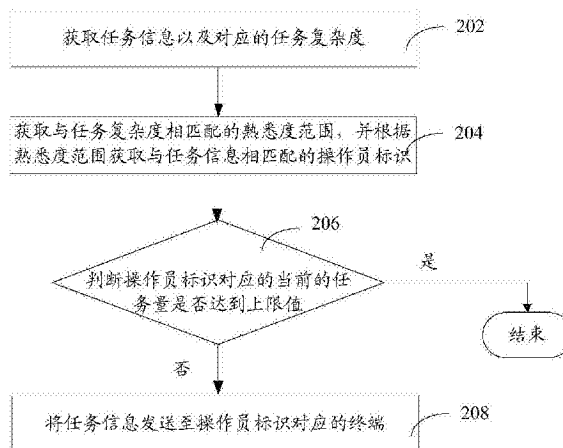 获取任务信息以及对应的任务复杂度
202
获取与任务复杂度相匹配的熟悉度范围，并根据
熟悉度范围获取与任务信息相匹配的操作员标识
204
206
判断操作员标识对应的当前的任
务量是否达到上限值
是
结束
否
将任务信息发送至操作员标识对应的终端
208